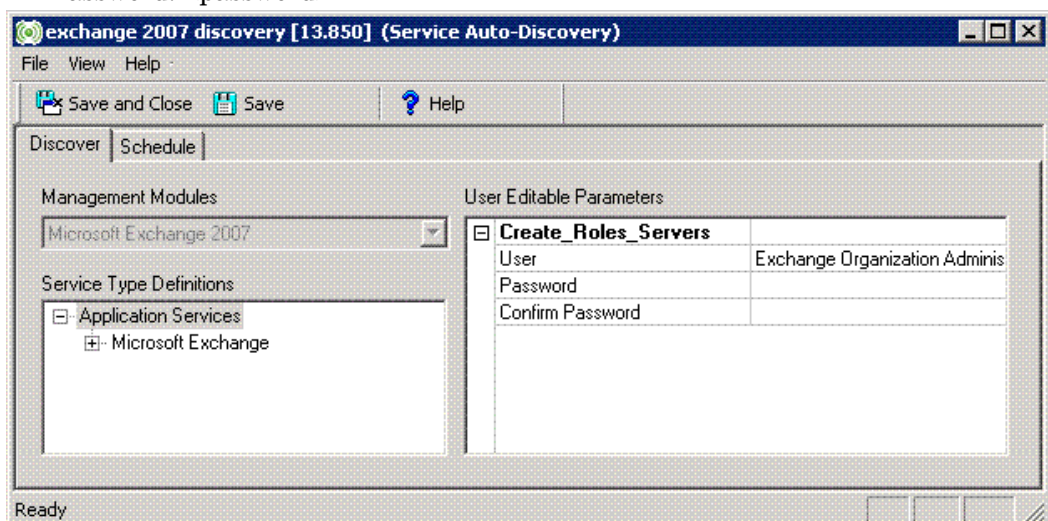 exchange 2007 discovery [13.850] (Service Auto-Discovery)
File View Help
Save and Close Save Help
Discover Schedule
Management Modules
Microsoft Exchange 2007
Service Type Definitions
Application Services
Microsoft Exchange
User Editable Parameters
Create_Roles_Servers
User Exchange Organization Adminis
Password
Confirm Password
Ready